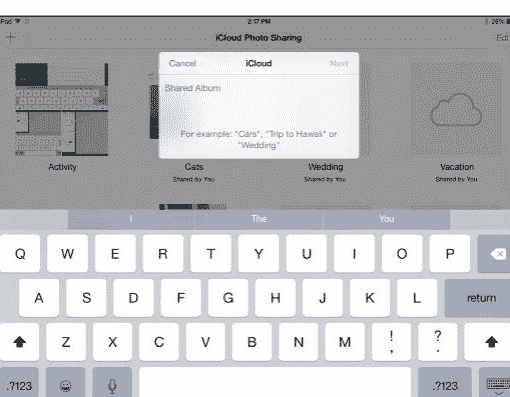 iPad
2:17 PM
26%
iCloud Photo Sharing
Edit
Cancel
iCloud
Next
Shared Album
For example: "Cars", "Trip to Hawaii" or
"Wedding"
Activity
Cats
Wedding
Vacation
Shared by You
Shared by You
Shared by You
I
The
You
Q W E R T Y U I O P
A S D F G H J K L return
Z X C V B N M ! , ? .
.?123
.?123